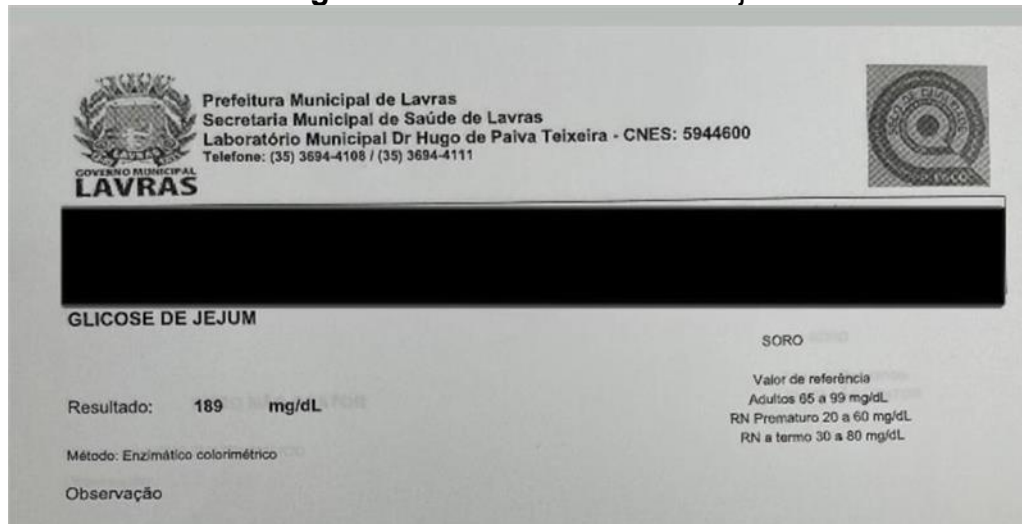 Prefeitura Municipal de Lavras
Secretaria Municipal de Saúde de Lavras
Laboratório Municipal Dr Hugo de Paiva Teixeira - CNES: 5944600
Telefone: (35) 3694-4108 / (35) 3694-4111
GOVERNO MUNICIPAL
LAVRAS
GLICOSE DE JEJUM
SORO
Valor de referência
Resultado: 189 mg/dL
Adultos 65 a 99 mg/dL
RN Prematuro 20 a 60 mg/dL
RN a termo 30 a 80 mg/dL
Método: Enzimático colorimétrico
Observação